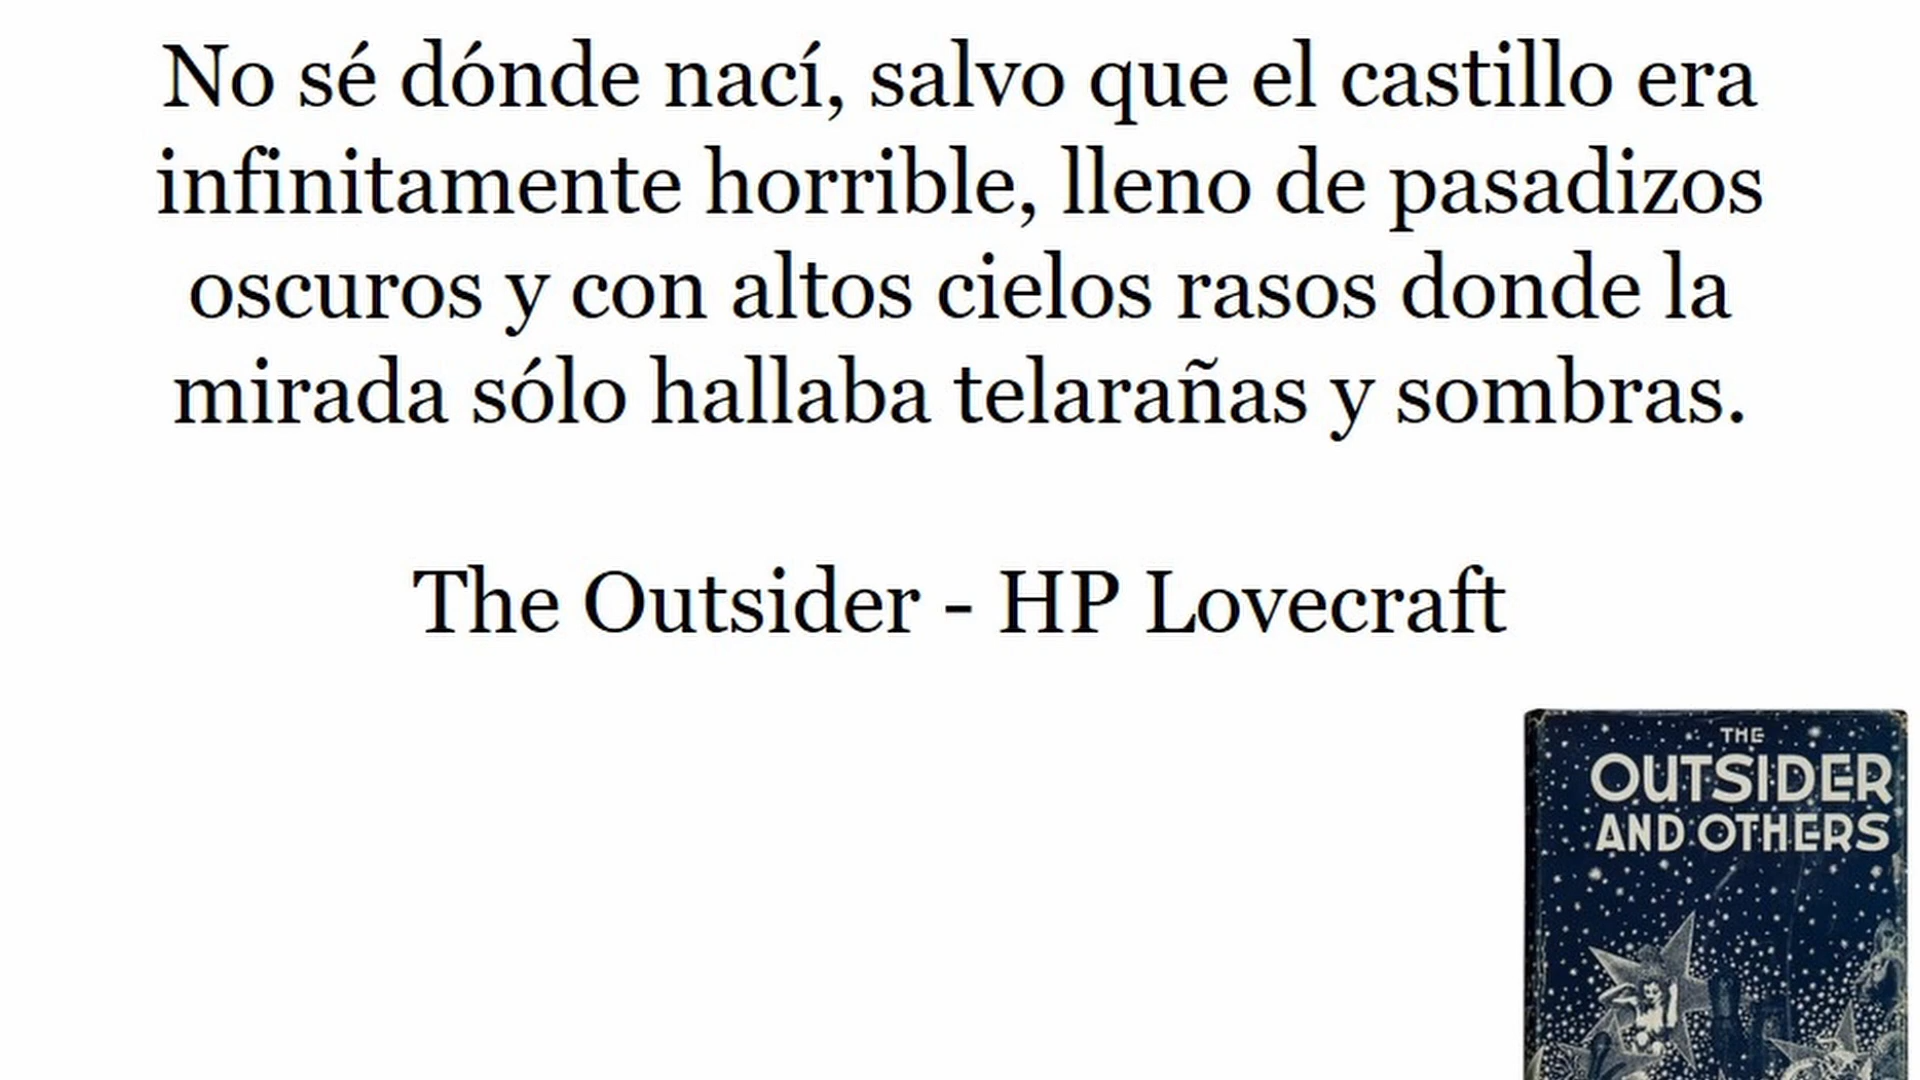 No sé dónde nací, salvo que el castillo era
infinitamente horrible, lleno de pasadizos
oscuros y con altos cielos rasos donde la
mirada sólo hallaba telarañas y sombras.
The Outsider - HP Lovecraft
THE
OUTSIDER
AND OTHERS